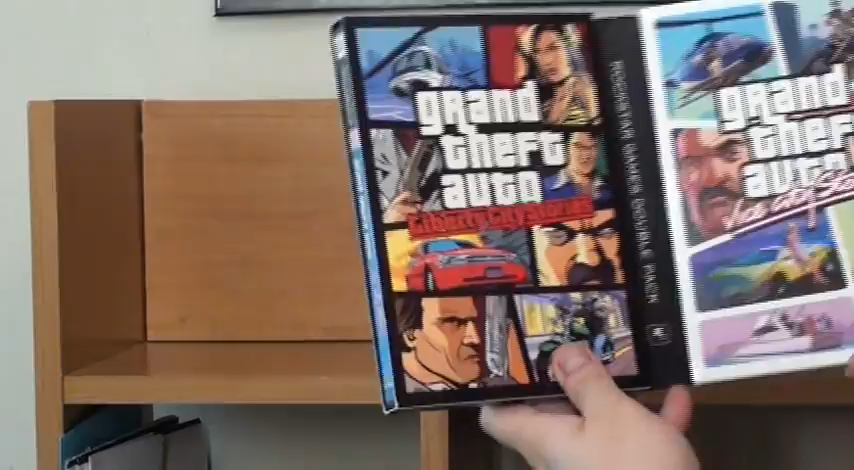 grand
theft
auto
Liberty City Stories
ROCKSTAR GAMES DOUBLE PACK
grand
theft
auto
Vice City Stories